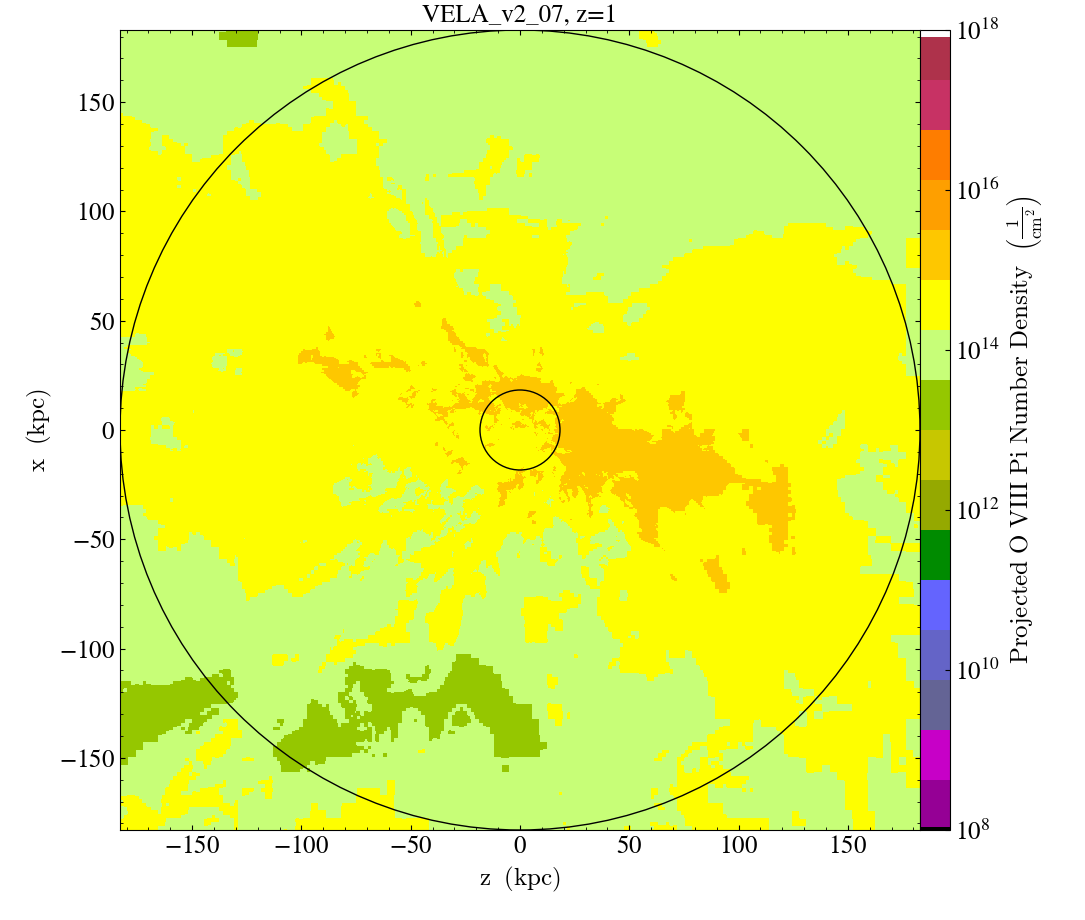 VELA_v2_07, z=1
10^18
10^16
10^14
10^12
10^10
10^8
Projected O VIII Pi Number Density (1/cm^2)
150
100
50
0
−50
−100
−150
x (kpc)
−150 −100 −50 0 50 100 150
z (kpc)